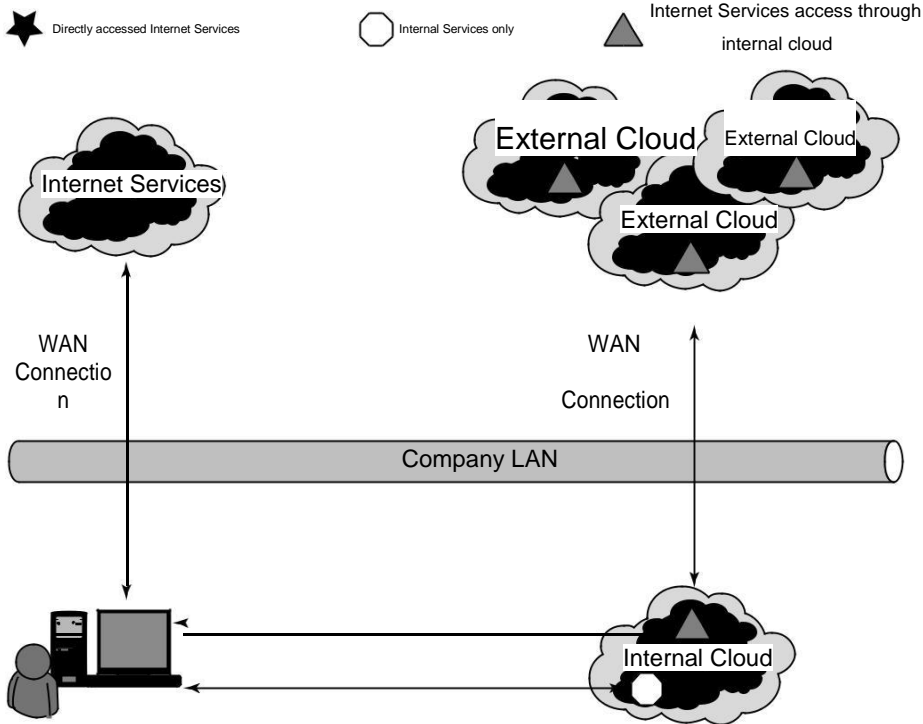 Directly accessed Internet Services
Internal Services only
Internet Services access through
internal cloud
External Cloud
External Cloud
Internet Services
External Cloud
WAN
Connectio
n
WAN
Connection
Company LAN
Internal Cloud